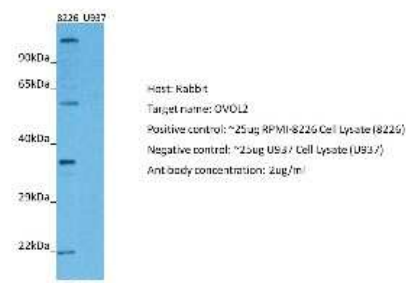 8226 U937
90kDa
65kDa
40kDa
29kDa
22kDa
Host: Rabbit
Target name: OVOL2
Positive control: ~25ug RPMI-8226 Cell Lysate (8226)
Negative control: ~25ug U937 Cell Lysate (U937)
Antibody concentration: 2ug/ml